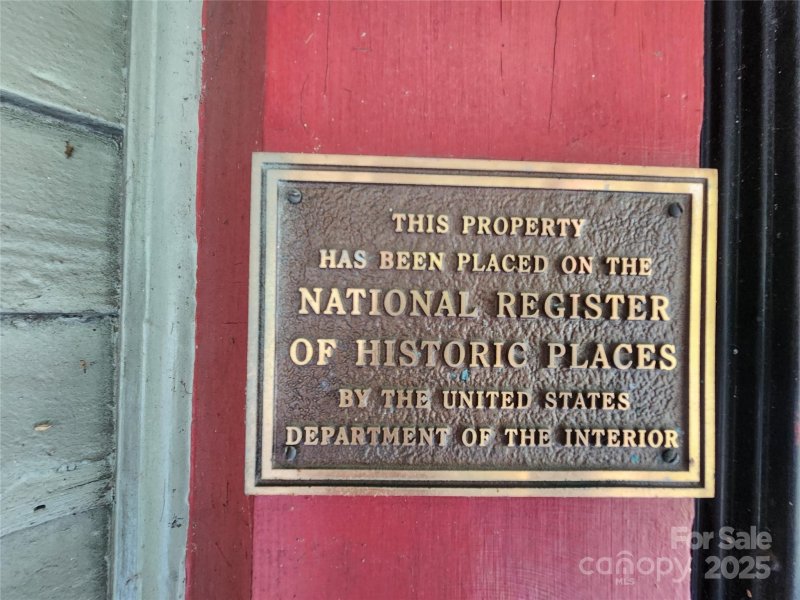 THIS PROPERTY
HAS BEEN PLACED ON THE
NATIONAL REGISTER
OF HISTORIC PLACES
BY THE UNITED STATES
DEPARTMENT OF THE INTERIOR
For Sale
canopy 2025
MLS